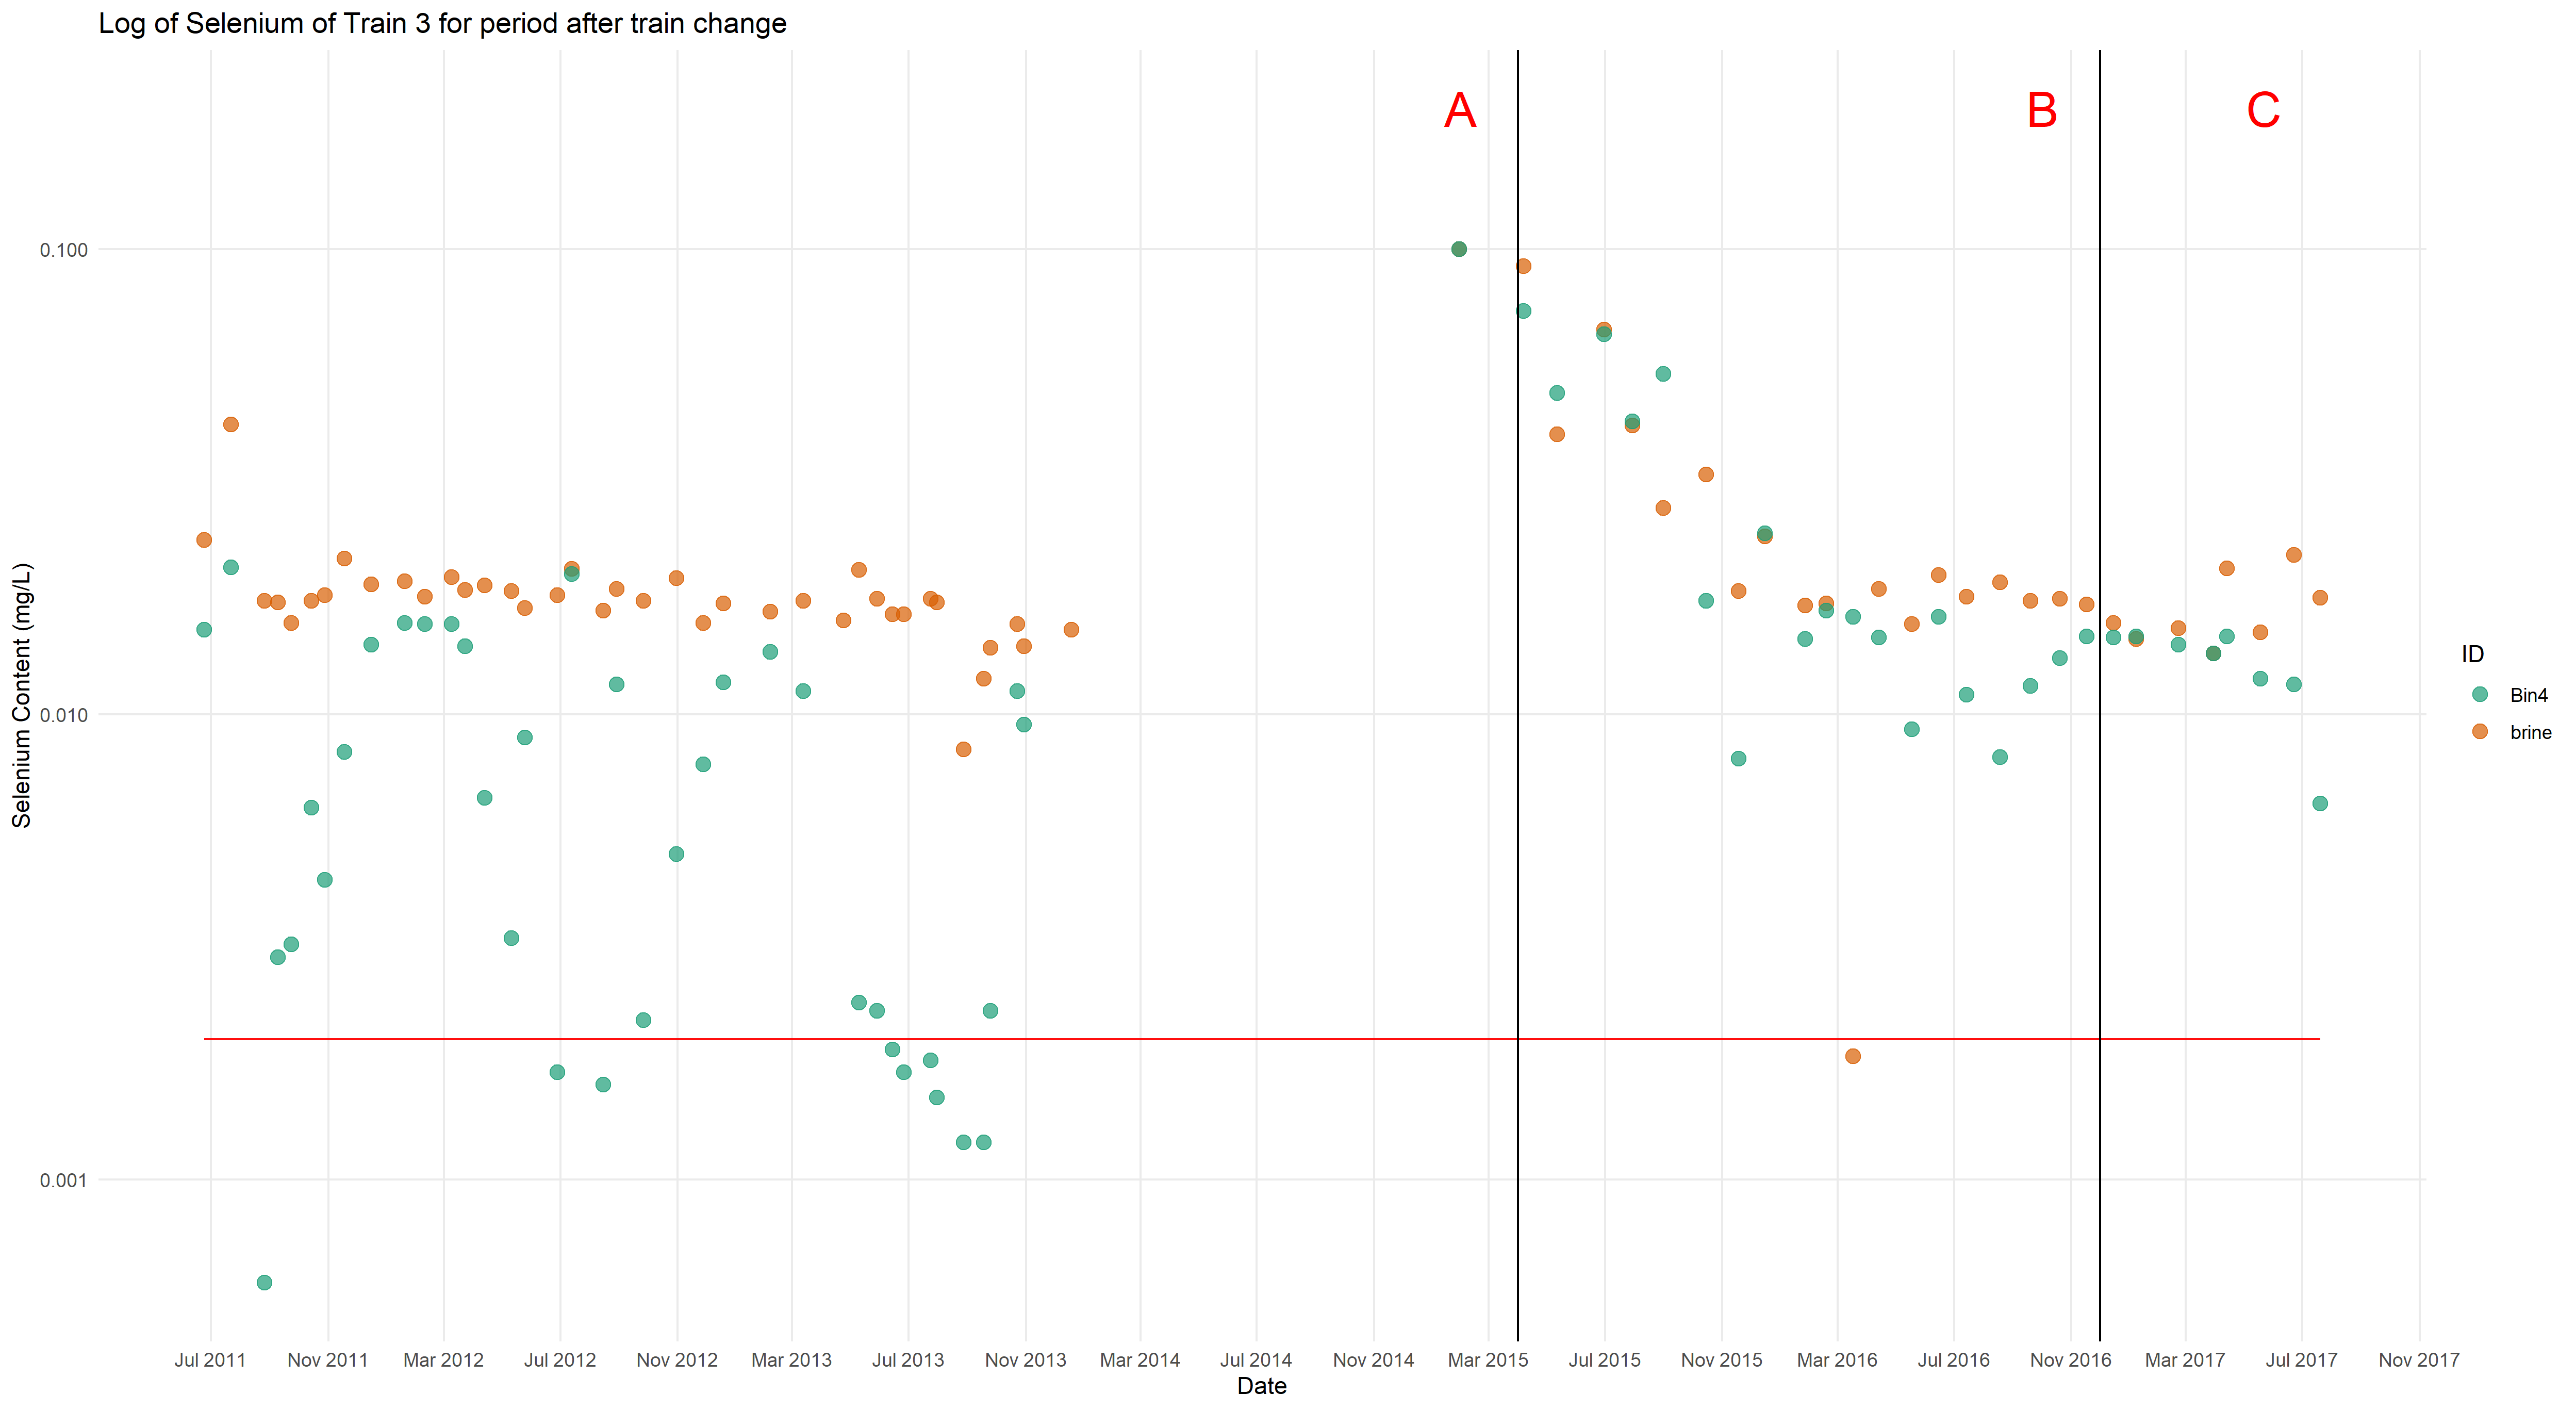 Log of Selenium of Train 3 for period after train change
A B C
Selenium Content (mg/L)
0.100
0.010
0.001
Jul 2011 Nov 2011 Mar 2012 Jul 2012 Nov 2012 Mar 2013 Jul 2013 Nov 2013 Mar 2014 Jul 2014 Nov 2014 Mar 2015 Jul 2015 Nov 2015 Mar 2016 Jul 2016 Nov 2016 Mar 2017 Jul 2017 Nov 2017
Date
ID
Bin4
brine